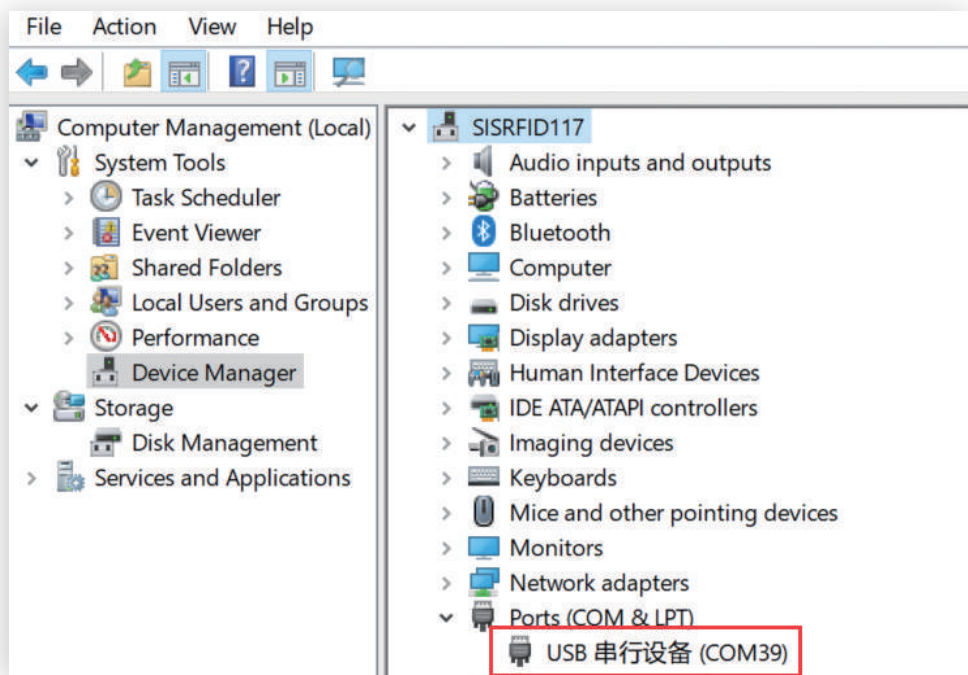 File Action View Help
Computer Management (Local)
System Tools
Task Scheduler
Event Viewer
Shared Folders
Local Users and Groups
Performance
Device Manager
Storage
Disk Management
Services and Applications
SISRFID117
Audio inputs and outputs
Batteries
Bluetooth
Computer
Disk drives
Display adapters
Human Interface Devices
IDE ATA/ATAPI controllers
Imaging devices
Keyboards
Mice and other pointing devices
Monitors
Network adapters
Ports (COM & LPT)
USB 串行设备 (COM39)